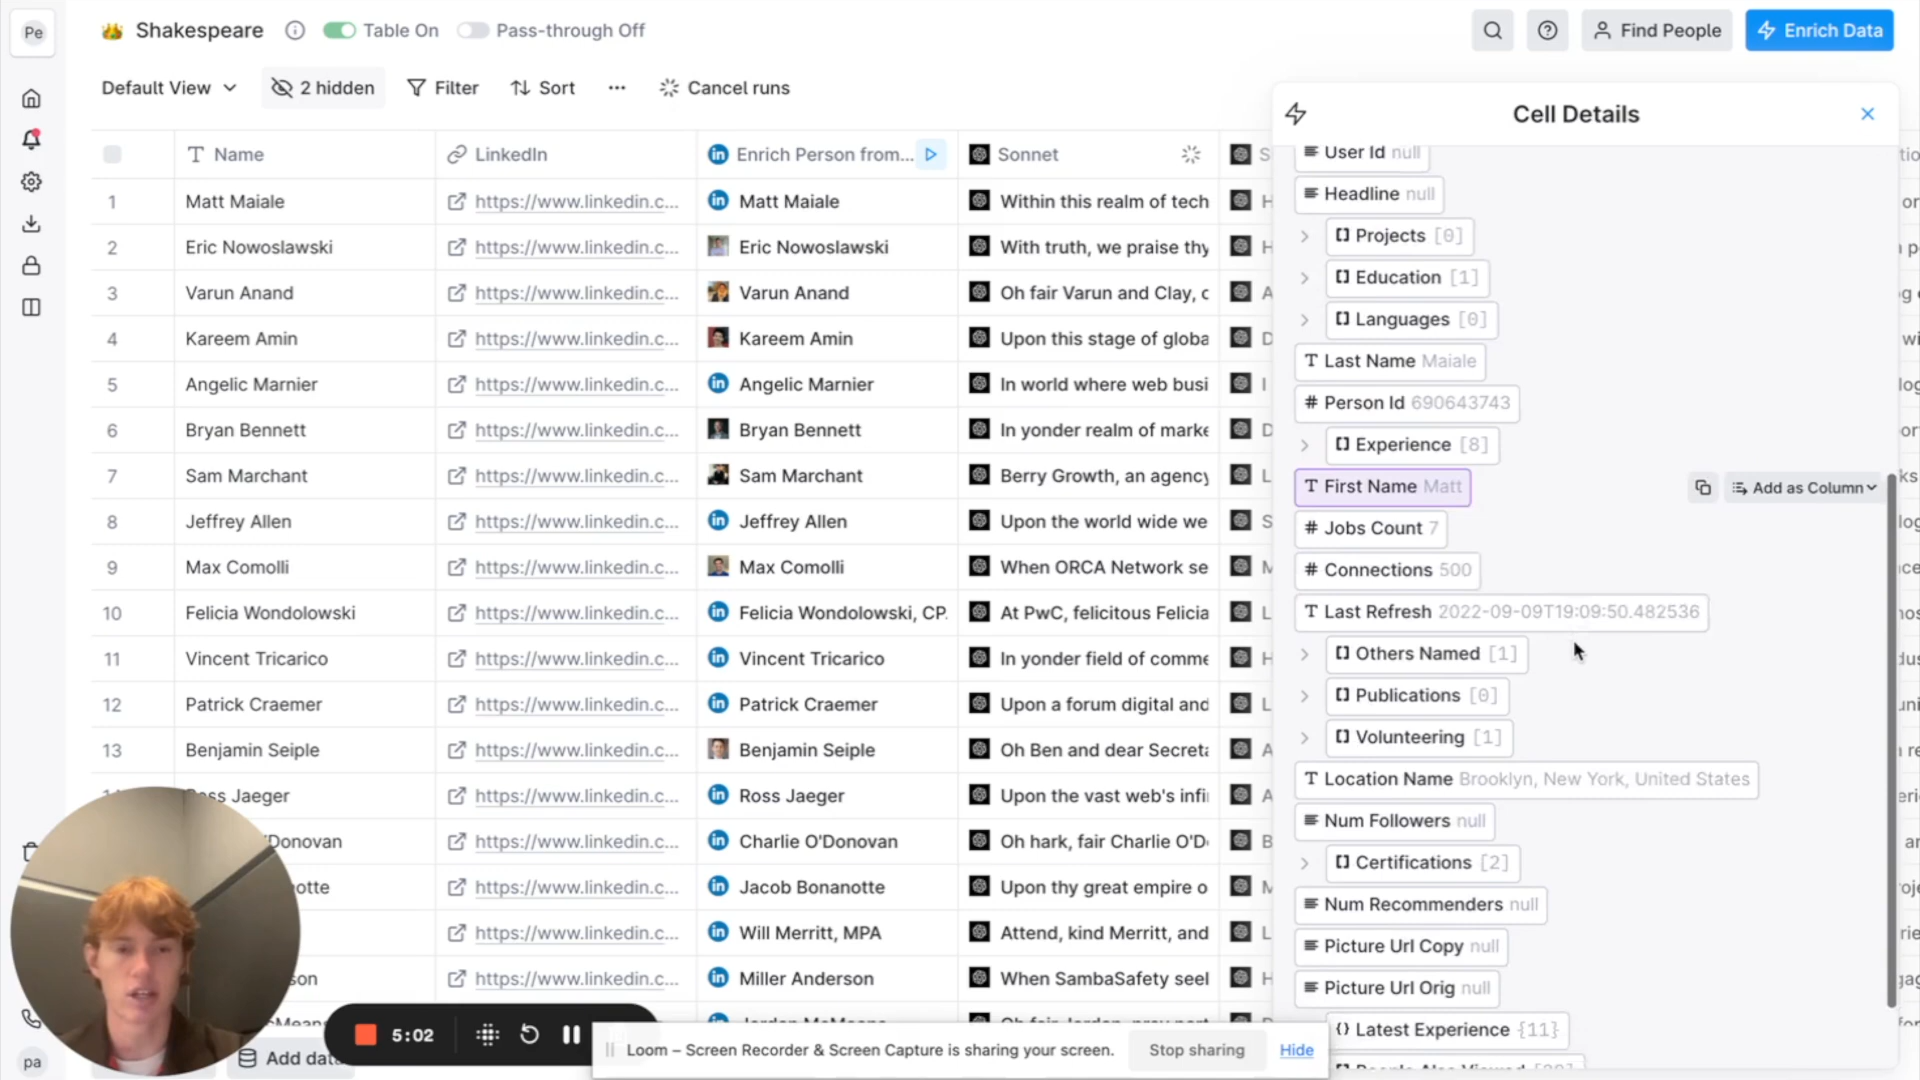 Pe
Shakespeare
Table On
Pass-through Off
Find People
Enrich Data
Default View
2 hidden
Filter
Sort
Cancel runs
Name
LinkedIn
Enrich Person from...
Sonnet
S
1 Matt Maiale https://www.linkedin.c... Matt Maiale Within this realm of tech H
2 Eric Nowoslawski https://www.linkedin.c... Eric Nowoslawski With truth, we praise thy H
3 Varun Anand https://www.linkedin.c... Varun Anand Oh fair Varun and Clay, c A
4 Kareem Amin https://www.linkedin.c... Kareem Amin Upon this stage of globa D
5 Angelic Marnier https://www.linkedin.c... Angelic Marnier In world where web busi I
6 Bryan Bennett https://www.linkedin.c... Bryan Bennett In yonder realm of marke D
7 Sam Marchant https://www.linkedin.c... Sam Marchant Berry Growth, an agency L
8 Jeffrey Allen https://www.linkedin.c... Jeffrey Allen Upon the world wide we S
9 Max Comolli https://www.linkedin.c... Max Comolli When ORCA Network se M
10 Felicia Wondolowski https://www.linkedin.c... Felicia Wondolowski, CP. At PwC, felicitous Felicia L
11 Vincent Tricarico https://www.linkedin.c... Vincent Tricarico In yonder field of comme H
12 Patrick Craemer https://www.linkedin.c... Patrick Craemer Upon a forum digital and L
13 Benjamin Seiple https://www.linkedin.c... Benjamin Seiple Oh Ben and dear Secreta A
Jaeger https://www.linkedin.c... Ross Jaeger Upon the vast web's infi A
Donovan https://www.linkedin.c... Charlie O'Donovan Oh hark, fair Charlie O'D B
notte https://www.linkedin.c... Jacob Bonanotte Upon thy great empire o M
https://www.linkedin.c... Will Merritt, MPA Attend, kind Merritt, and L
son https://www.linkedin.c... Miller Anderson When SambaSafety seel H
Cell Details
User Id null
Headline null
Projects [0]
Education [1]
Languages [0]
Last Name Maiale
Person Id 690643743
Experience [8]
First Name Matt
Add as Column
Jobs Count 7
Connections 500
Last Refresh 2022-09-09T19:09:50.482536
Others Named [1]
Publications [0]
Volunteering [1]
Location Name Brooklyn, New York, United States
Num Followers null
Certifications [2]
Num Recommenders null
Picture Url Copy null
Picture Url Orig null
Latest Experience {11}
pa
Add data
5:02
Loom – Screen Recorder & Screen Capture is sharing your screen.
Stop sharing
Hide